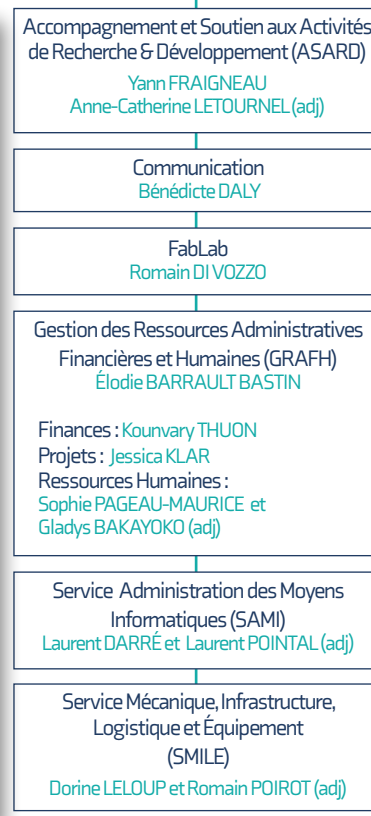 Accompagnement et Soutien aux Activités
de Recherche & Développement (ASARD)
Yann FRAIGNEAU
Anne-Catherine LETOURNEL (adj)
Communication
Bénédicte DALY
FabLab
Romain DI VOZZO
Gestion des Ressources Administratives
Financières et Humaines (GRAFH)
Élodie BARRAULT BASTIN
Finances : Kounvary THUON
Projets : Jessica KLAR
Ressources Humaines :
Sophie PAGEAU-MAURICE et
Gladys BAKAYOKO (adj)
Service Administration des Moyens
Informatiques (SAMI)
Laurent DARRÉ et Laurent POINTAL (adj)
Service Mécanique, Infrastructure,
Logistique et Équipement
(SMILE)
Dorine LELOUP et Romain POIROT (adj)